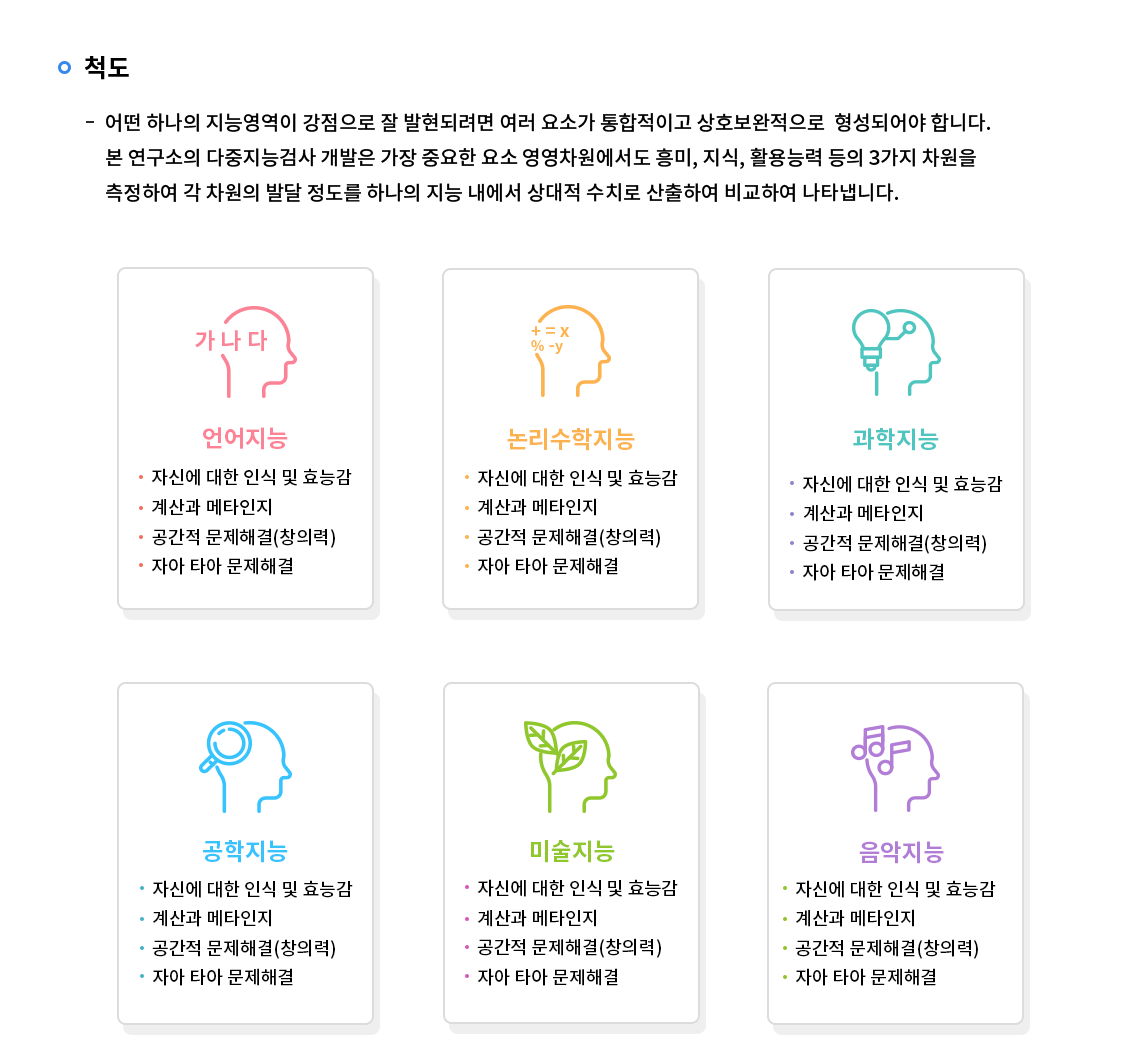 척도
- 어떤 하나의 지능영역이 강점으로 잘 발현되려면 여러 요소가 통합적이고 상호보완적으로 형성되어야 합니다.
본 연구소의 다중지능검사 개발은 가장 중요한 요소 영영차원에서도 흥미, 지식, 활용능력 등의 3가지 차원을
측정하여 각 차원의 발달 정도를 하나의 지능 내에서 상대적 수치로 산출하여 비교하여 나타냅니다.
가 나 다
언어지능
• 자신에 대한 인식 및 효능감
• 계산과 메타인지
• 공간적 문제해결(창의력)
• 자아 타아 문제해결
+ = x
% -y
논리수학지능
• 자신에 대한 인식 및 효능감
• 계산과 메타인지
• 공간적 문제해결(창의력)
• 자아 타아 문제해결
과학지능
• 자신에 대한 인식 및 효능감
• 계산과 메타인지
• 공간적 문제해결(창의력)
• 자아 타아 문제해결
공학지능
• 자신에 대한 인식 및 효능감
• 계산과 메타인지
• 공간적 문제해결(창의력)
• 자아 타아 문제해결
미술지능
• 자신에 대한 인식 및 효능감
• 계산과 메타인지
• 공간적 문제해결(창의력)
• 자아 타아 문제해결
음악지능
• 자신에 대한 인식 및 효능감
• 계산과 메타인지
• 공간적 문제해결(창의력)
• 자아 타아 문제해결